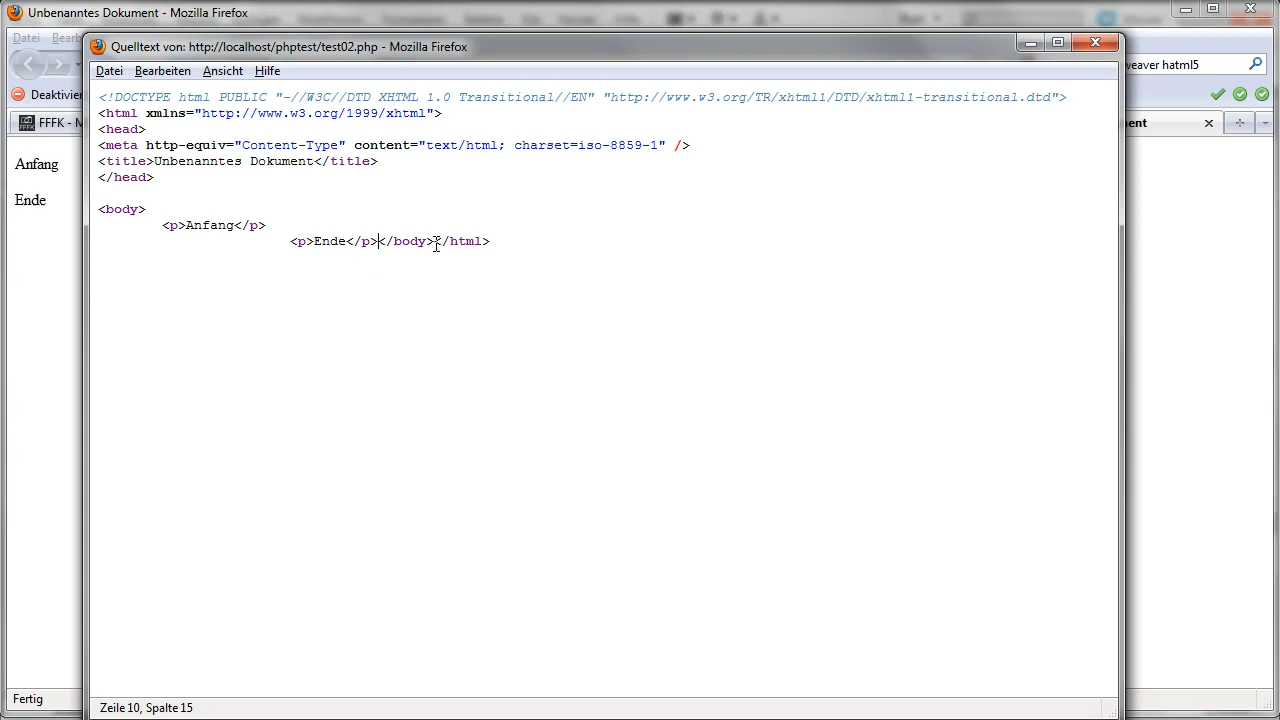 Unbenanntes Dokument - Mozilla Firefox
Datei Bearb
Quelltext von: http://localhost/phptest/test02.php - Mozilla Firefox
weaver hatml5
Datei Bearbeiten Ansicht Hilfe
Deaktivier
FFFK - M
ment
<!DOCTYPE html PUBLIC "-//W3C//DTD XHTML 1.0 Transitional//EN" "http://www.w3.org/TR/xhtml1/DTD/xhtml1-transitional.dtd">
<html xmlns="http://www.w3.org/1999/xhtml">
<head>
<meta http-equiv="Content-Type" content="text/html; charset=iso-8859-1" />
<title>Unbenanntes Dokument</title>
</head>
<body>
<p>Anfang</p>
<p>Ende</p></body></html>
Anfang
Ende
Fertig
Zeile 10, Spalte 15